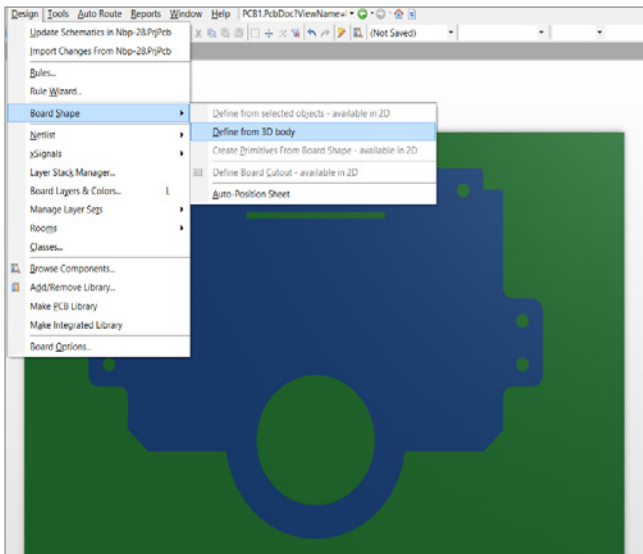 Design Tools Auto Route Reports Window Help PCB1.PcbDoc?ViewName=
(Not Saved)
Update Schematics in Nbp-28.PrjPcb
Import Changes From Nbp-28.PrjPcb
Rules...
Rule Wizard...
Board Shape
Define from selected objects - available in 2D
Define from 3D body
Create Primitives From Board Shape - available in 2D
Define Board Cutout - available in 2D
Auto-Position Sheet
Netlist
xSignals
Layer Stack Manager...
Board Layers & Colors... L
Manage Layer Sets
Rooms
Classes...
Browse Components...
Add/Remove Library...
Make PCB Library
Make Integrated Library
Board Options...